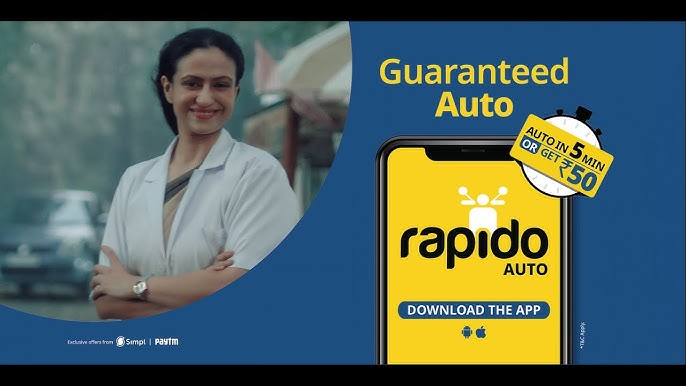 Guaranteed
Auto
AUTO IN 5 MIN
OR GET ₹50
rapido
AUTO
DOWNLOAD THE APP
*T&C Apply.
Exclusive offers from Simpl | PAYTM